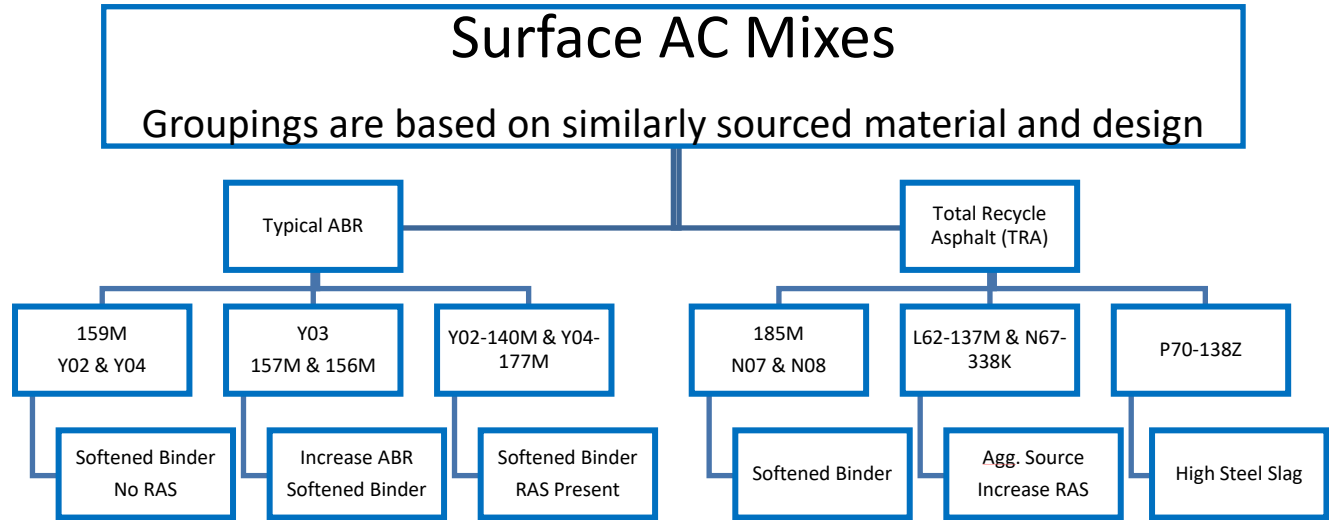 Surface AC Mixes
Groupings are based on similarly sourced material and design
Typical ABR
Total Recycle
Asphalt (TRA)
159M
Y02 & Y04
Y03
157M & 156M
Y02-140M & Y04-
177M
185M
N07 & N08
L62-137M & N67-
338K
P70-138Z
Softened Binder
No RAS
Increase ABR
Softened Binder
Softened Binder
RAS Present
Softened Binder
Agg. Source
Increase RAS
High Steel Slag